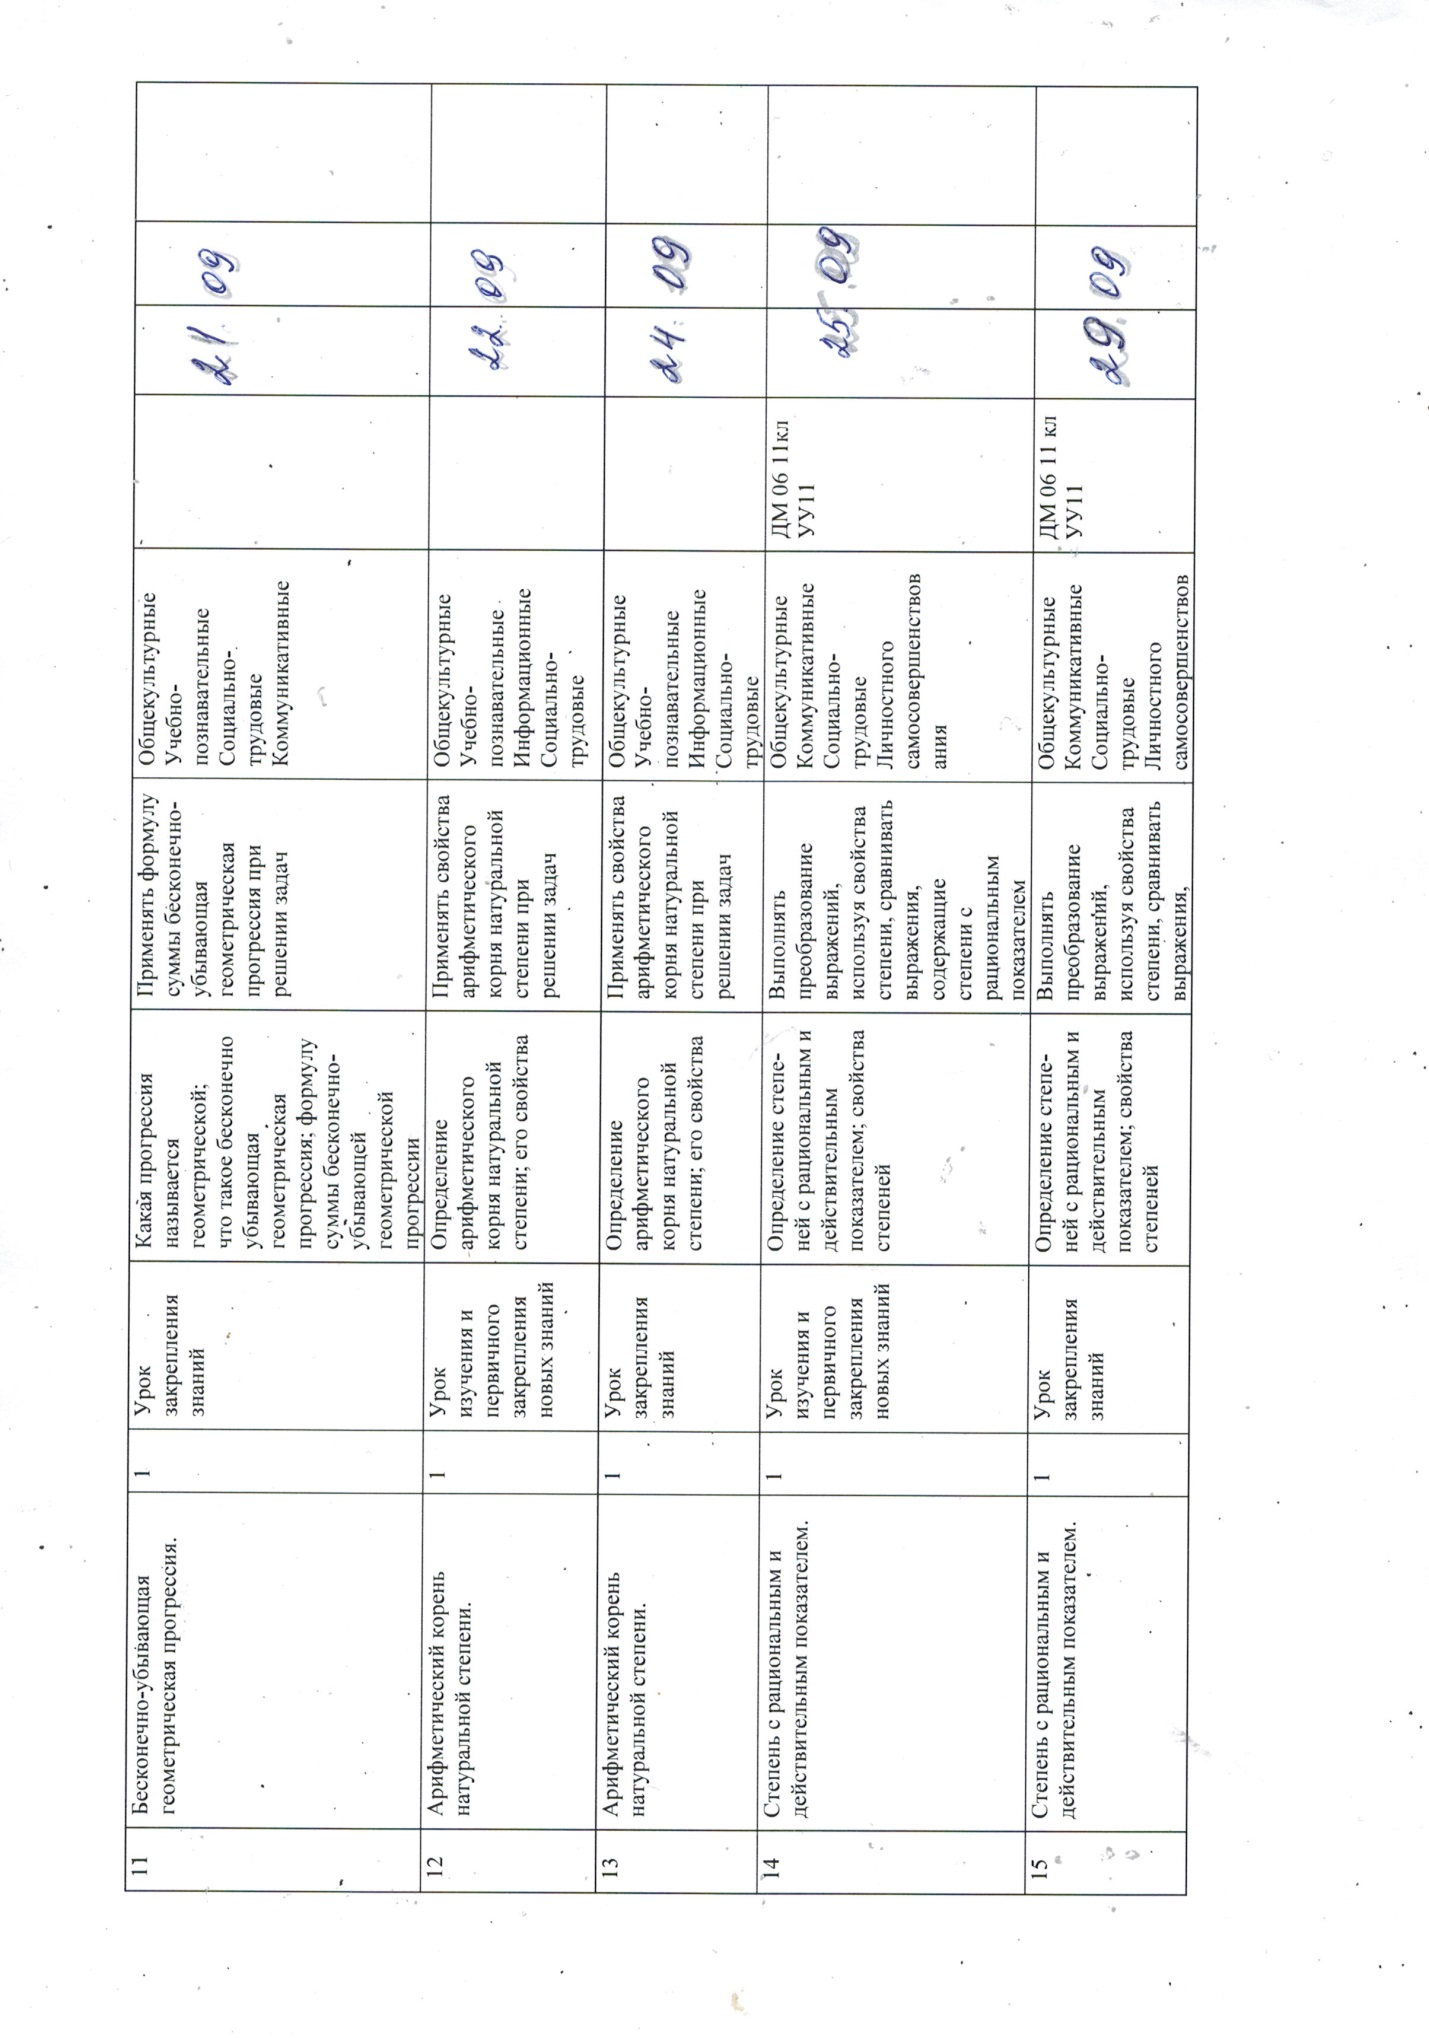 11
Бесконечно-убывающая
геометрическая прогрессия.
1
Урок
закрепления
знаний
Какая прогрессия
называется
геометрической;
что такое бесконечно
убывающая
геометрическая
прогрессия; формулу
суммы бесконечно-
убывающей
геометрической
прогрессии
Применять формулу
суммы бесконечно-
убывающая
геометрическая
прогрессия при
решении задач
Общекультурные
Учебно-
познавательные
Социально-
трудовые
Коммуникативные
21 09
12
Арифметический корень
натуральной степени.
1
Урок
изучения и
первичного
закрепления
новых знаний
Определение
арифметического
корня натуральной
степени; его свойства
Применять свойства
арифметического
корня натуральной
степени при
решении задач
Общекультурные
Учебно-
познавательные
Информационные
Социально-
трудовые
22. 09
13
Арифметический корень
натуральной степени.
1
Урок
закрепления
знаний
Определение
арифметического
корня натуральной
степени; его свойства
Применять свойства
арифметического
корня натуральной
степени при
решении задач
Общекультурные
Учебно-
познавательные
Информационные
Социально-
трудовые
24. 09
14
Степень с рациональным и
действительным показателем.
1
Урок
изучения и
первичного
закрепления
новых знаний
Определение степе-
ней с рациональным и
действительным
показателем; свойства
степеней
Выполнять
преобразование
выражений,
используя свойства
степени, сравнивать
выражения,
содержащие
степени с
рациональным
показателем
Общекультурные
Коммуникативные
Социально-
трудовые
Личностного
самосовершенствов
ания
ДМ 06 11кл
УУ11
25. 09
15
Степень с рациональным и
действительным показателем.
1
Урок
закрепления
знаний
Определение степе-
ней с рациональным и
действительным
показателем; свойства
степеней
Выполнять
преобразование
выражений,
используя свойства
степени, сравнивать
выражения,
Общекультурные
Коммуникативные
Социально-
трудовые
Личностного
самосовершенствов
ДМ 06 11 кл
УУ11
29. 09